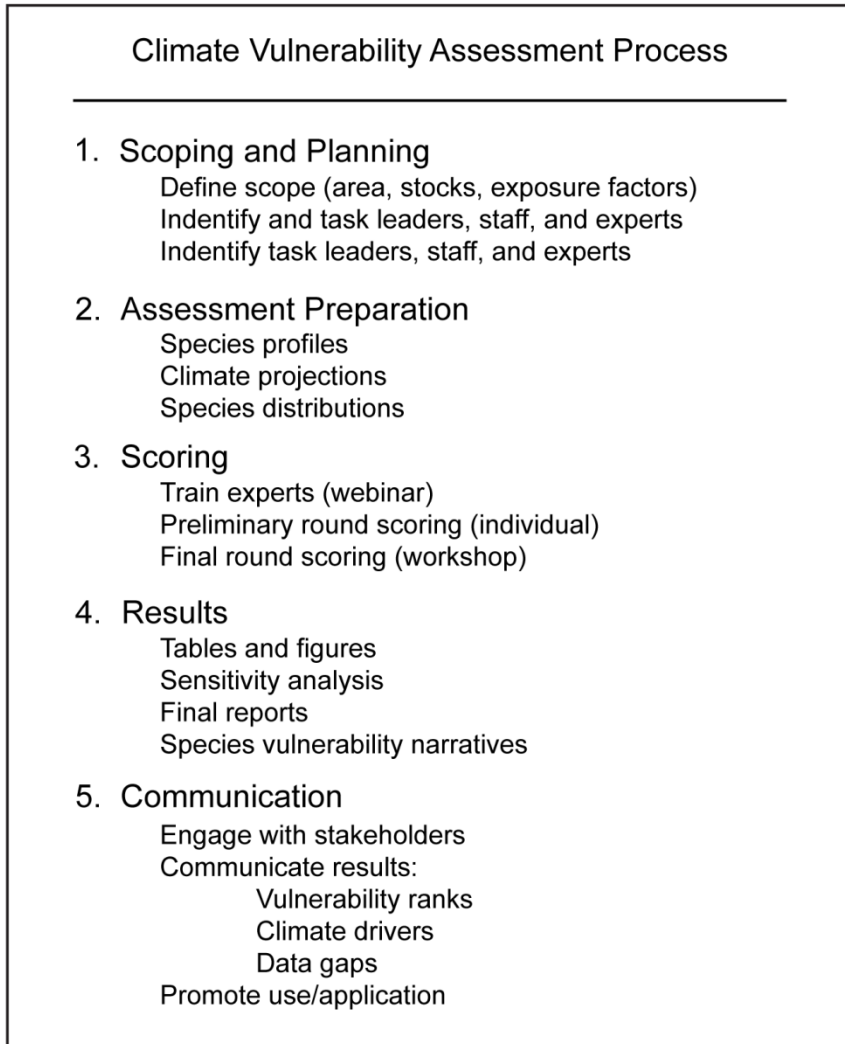 Climate Vulnerability Assessment Process
1. Scoping and Planning
Define scope (area, stocks, exposure factors)
Indentify and task leaders, staff, and experts
Indentify task leaders, staff, and experts
2. Assessment Preparation
Species profiles
Climate projections
Species distributions
3. Scoring
Train experts (webinar)
Preliminary round scoring (individual)
Final round scoring (workshop)
4. Results
Tables and figures
Sensitivity analysis
Final reports
Species vulnerability narratives
5. Communication
Engage with stakeholders
Communicate results:
Vulnerability ranks
Climate drivers
Data gaps
Promote use/application